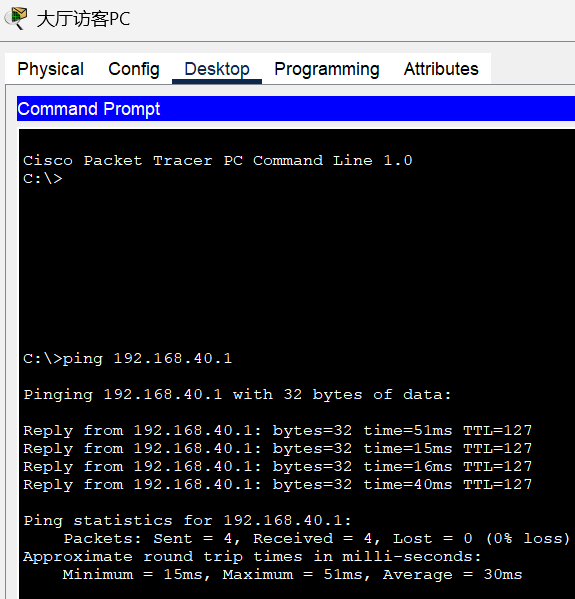 大厅访客PC
Physical Config Desktop Programming Attributes
Command Prompt
Cisco Packet Tracer PC Command Line 1.0
C:\>
C:\>ping 192.168.40.1
Pinging 192.168.40.1 with 32 bytes of data:
Reply from 192.168.40.1: bytes=32 time=51ms TTL=127
Reply from 192.168.40.1: bytes=32 time=15ms TTL=127
Reply from 192.168.40.1: bytes=32 time=16ms TTL=127
Reply from 192.168.40.1: bytes=32 time=40ms TTL=127
Ping statistics for 192.168.40.1:
    Packets: Sent = 4, Received = 4, Lost = 0 (0% loss)
Approximate round trip times in milli-seconds:
    Minimum = 15ms, Maximum = 51ms, Average = 30ms